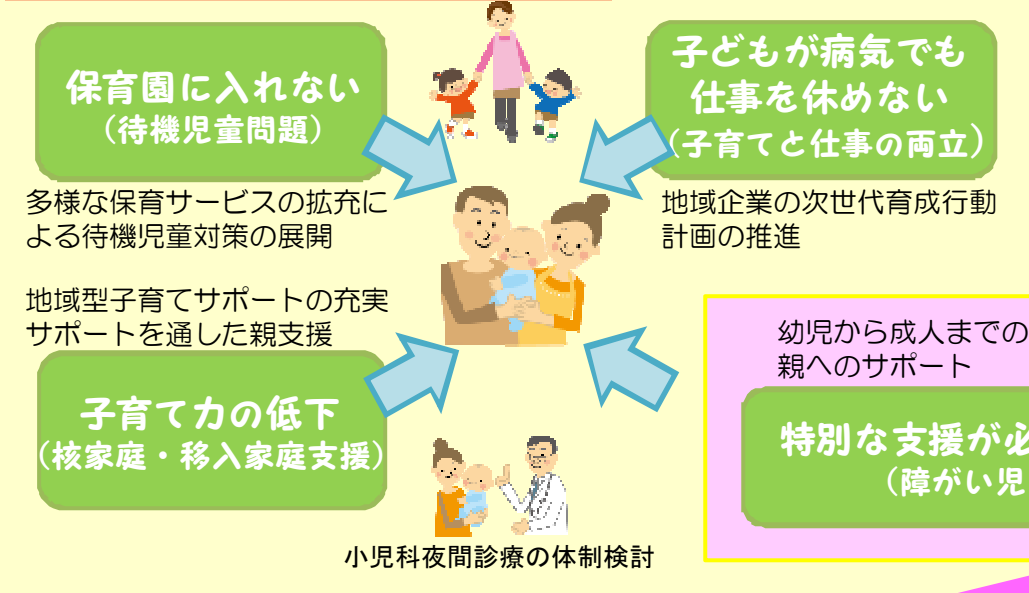 保育園に入れない
（待機児童問題）
多様な保育サービスの拡充に
よる待機児童対策の展開
子どもが病気でも
仕事を休めない
（子育てと仕事の両立）
地域企業の次世代育成行動
計画の推進
地域型子育てサポートの充実
サポートを通した親支援
子育て力の低下
（核家庭・移入家庭支援）
幼児から成人までの
親へのサポート
特別な支援が必
（障がい児
小児科夜間診療の体制検討